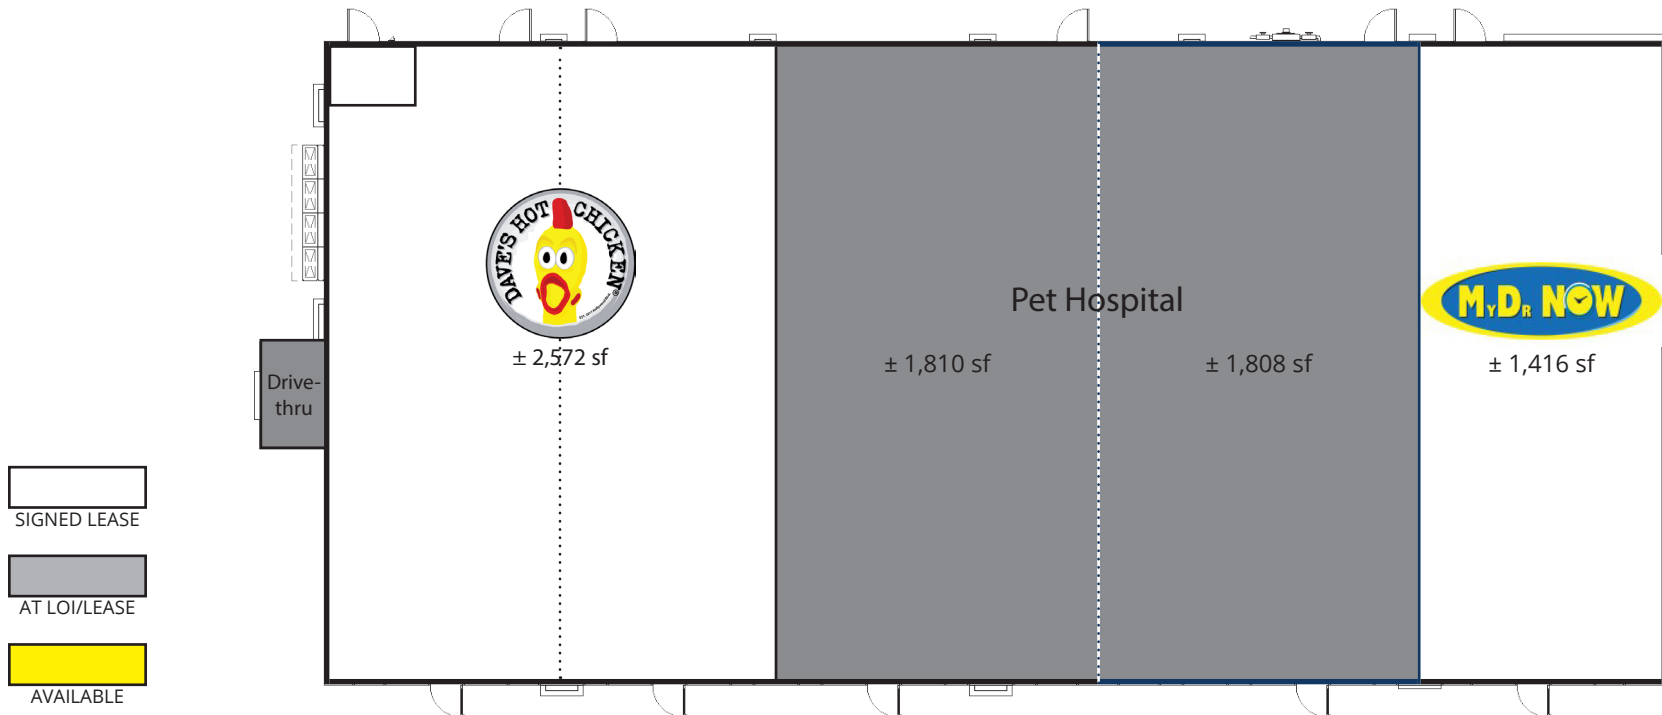 DAVE'S HOT CHICKEN®
± 2,572 sf
Pet Hospital
± 1,810 sf
± 1,808 sf
MyDr NOW
± 1,416 sf
Drive-
thru
SIGNED LEASE
AT LOI/LEASE
AVAILABLE